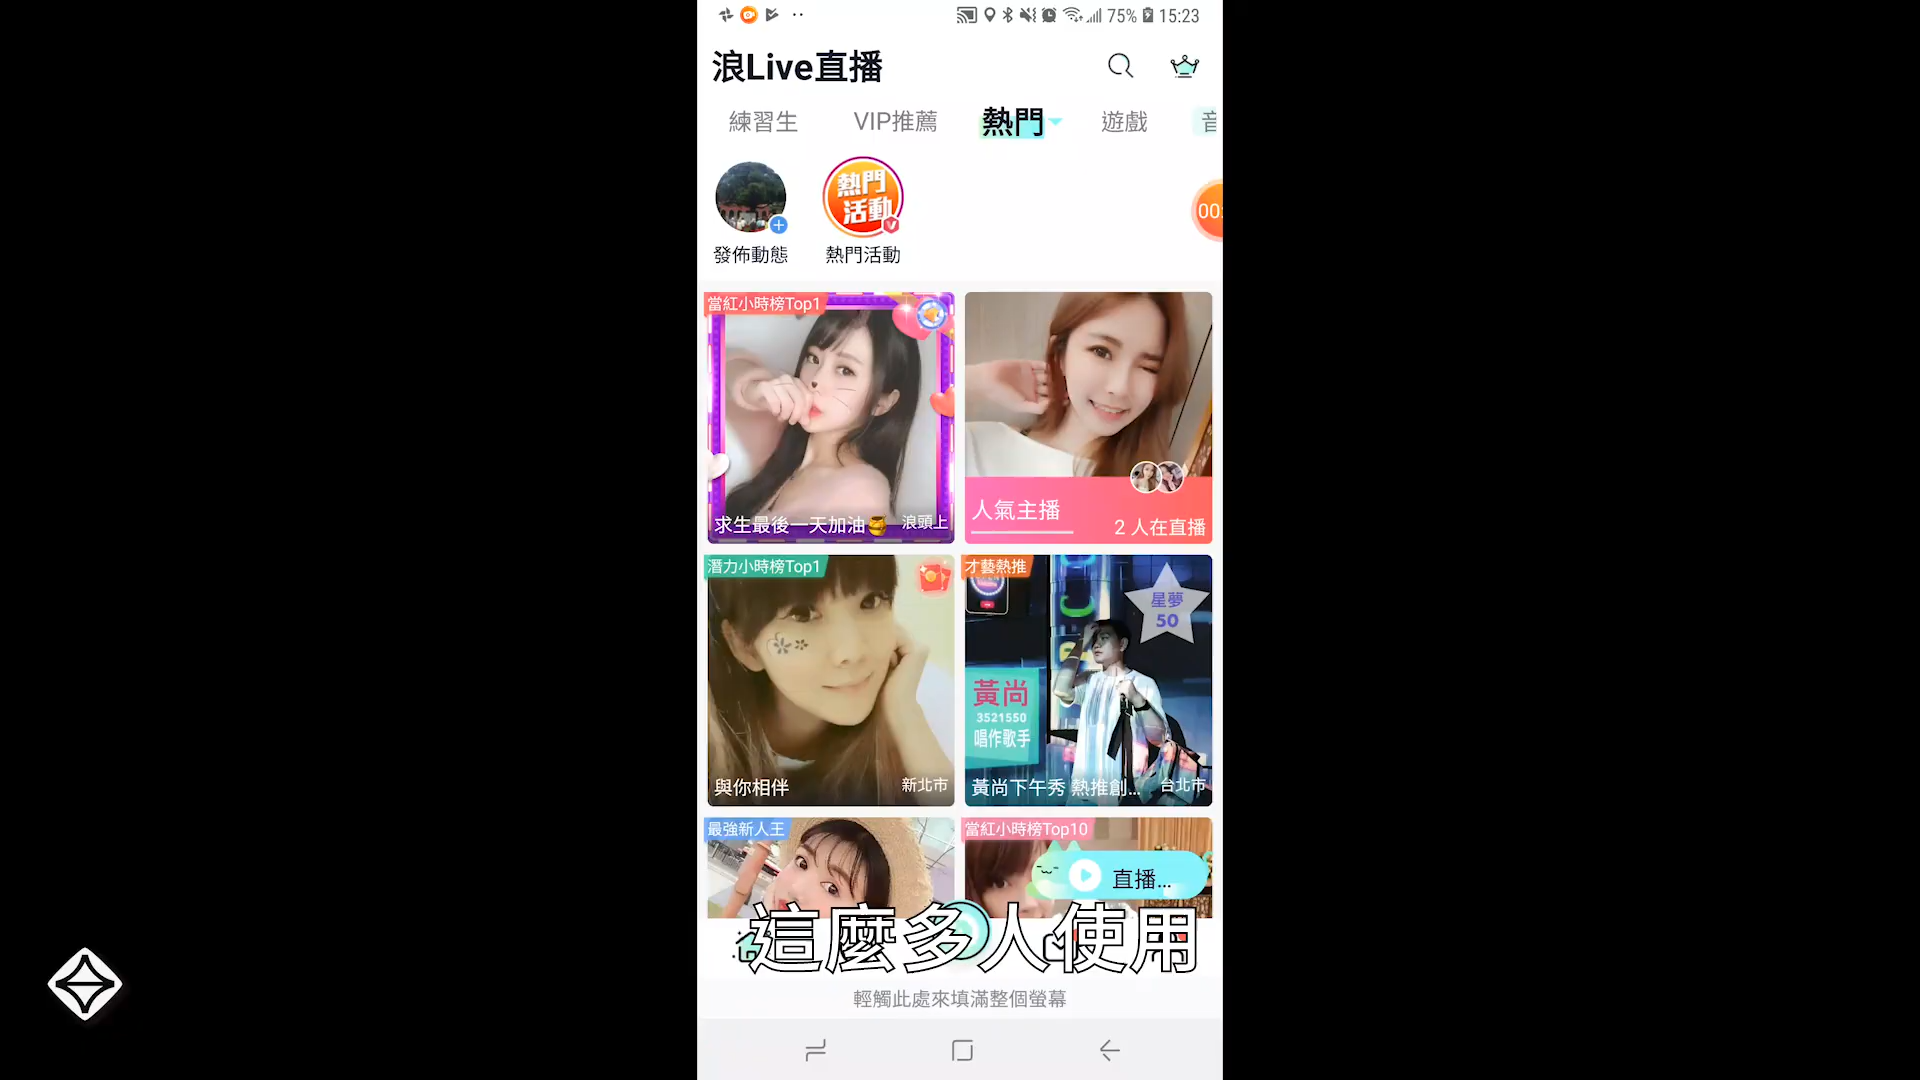 75% 15:23
浪Live直播
練習生 VIP推薦 熱門 遊戲 音
熱門活動
00:
發佈動態 熱門活動
當紅小時榜Top1
求生最後一天加油 浪頭上
人氣主播
2 人在直播
潛力小時榜Top1
與你相伴 新北市
才藝熱推
星夢
50
黃尚
3521550
唱作歌手
黃尚下午秀 熱推創... 台北市
最強新人王
當紅小時榜Top10
直播...
這麼多人使用
輕觸此處來填滿整個螢幕